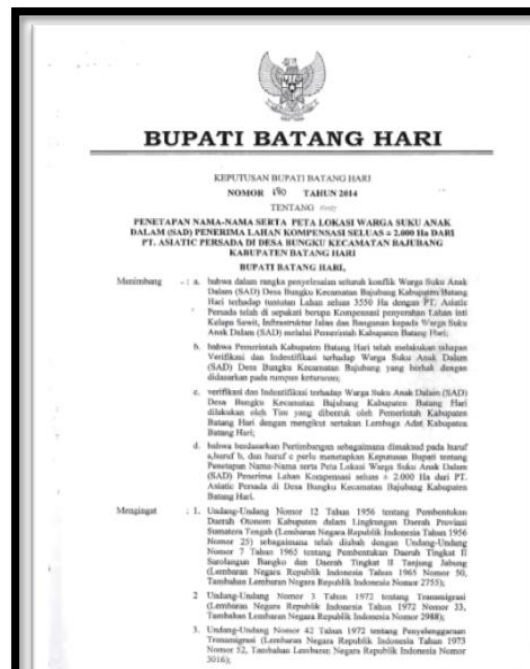 BUPATI BATANG HARI
KEPUTUSAN BUPATI BATANG HARI
NOMOR TAHUN 2014
TENTANG
PENETAPAN NAMA-NAMA SERTA PETA LOKASI WARGA SUKU ANAK
DALAM (SAD) PENERIMA LAHAN KOMPENSASI SELUAS ± 2.000 Ha DARI
PT. ASIATIC PERSADA DI DESA BUNGKU KECAMATAN BAJUBANG
KABUPATEN BATANG HARI
BUPATI BATANG HARI,
Menimbang : a. bahwa dalam rangka penyelesaian seluruh konflik Warga Suku Anak
Dalam (SAD) Desa Bungku Kecamatan Bajubang Kabupaten Batang
Hari terhadap tuntutan Lahan seluas 3550 Ha dengan PT. Asiatic
Persada telah di sepakati berupa Kompensasi penyerahan Lahan inti
Kelapa Sawit, Infrastruktur Jalan dan Bangunan kepada Warga Suku
Anak Dalam (SAD) melalui Pemerintah Kabupaten Batang Hari;
b. bahwa Pemerintah Kabupaten Batang Hari telah melakukan tahapan
Verifikasi dan Indentifikasi terhadap Warga Suku Anak Dalam
(SAD) Desa Bungku Kecamatan Bajubang yang berhak dengan
didasarkan pada rumpun keturunan;
c. verifikasi dan Indentifikasi terhadap Warga Suku Anak Dalam (SAD)
Desa Bungku Kecamatan Bajubang Kabupaten Batang Hari
dilakukan oleh Tim yang dibentuk oleh Pemerintah Kabupaten
Batang Hari dengan mengikut sertakan Lembaga Adat Kabupaten
Batang Hari;
d. bahwa berdasarkan Pertimbangan sebagaimana dimaksud pada huruf
a,huruf b, dan huruf c perlu menetapkan Keputusan Bupati tentang
Penetapan Nama-Nama serta Peta Lokasi Warga Suku Anak Dalam
(SAD) Penerima Lahan Kompensasi seluas ± 2.000 Ha dari PT.
Asiatic Persada di Desa Bungku Kecamatan Bajubang Kabupaten
Batang Hari.
Mengingat : 1. Undang-Undang Nomor 12 Tahun 1956 tentang Pembentukan
Daerah Otonom Kabupaten dalam Lingkungan Daerah Provinsi
Sumatera Tengah (Lembaran Negara Republik Indonesia Tahun 1956
Nomor 25) sebagaimana telah diubah dengan Undang-Undang
Nomor 7 Tahun 1965 tentang Pembentukan Daerah Tingkat II
Sarolangun Bangko dan Daerah Tingkat II Tanjung Jabung
(Lembaran Negara Republik Indonesia Tahun 1965 Nomor 50,
Tambahan Lembaran Negara Republik Indonesia Nomor 2755);
2 Undang-Undang Nomor 3 Tahun 1972 tentang Transmigrasi
(Lembaran Negara Republik Indonesia Tahun 1972 Nomor 33,
Tambahan Lembaran Negara Republik Indonesia Nomor 2988);
3. Undang-Undang Nomor 42 Tahun 1972 tentang Penyelenggaraan
Transmigrasi (Lembaran Negara Republik Indonesia Tahun 1973
Nomor 52, Tambahan Lembaran Negara Republik Indonesia Nomor
3016);